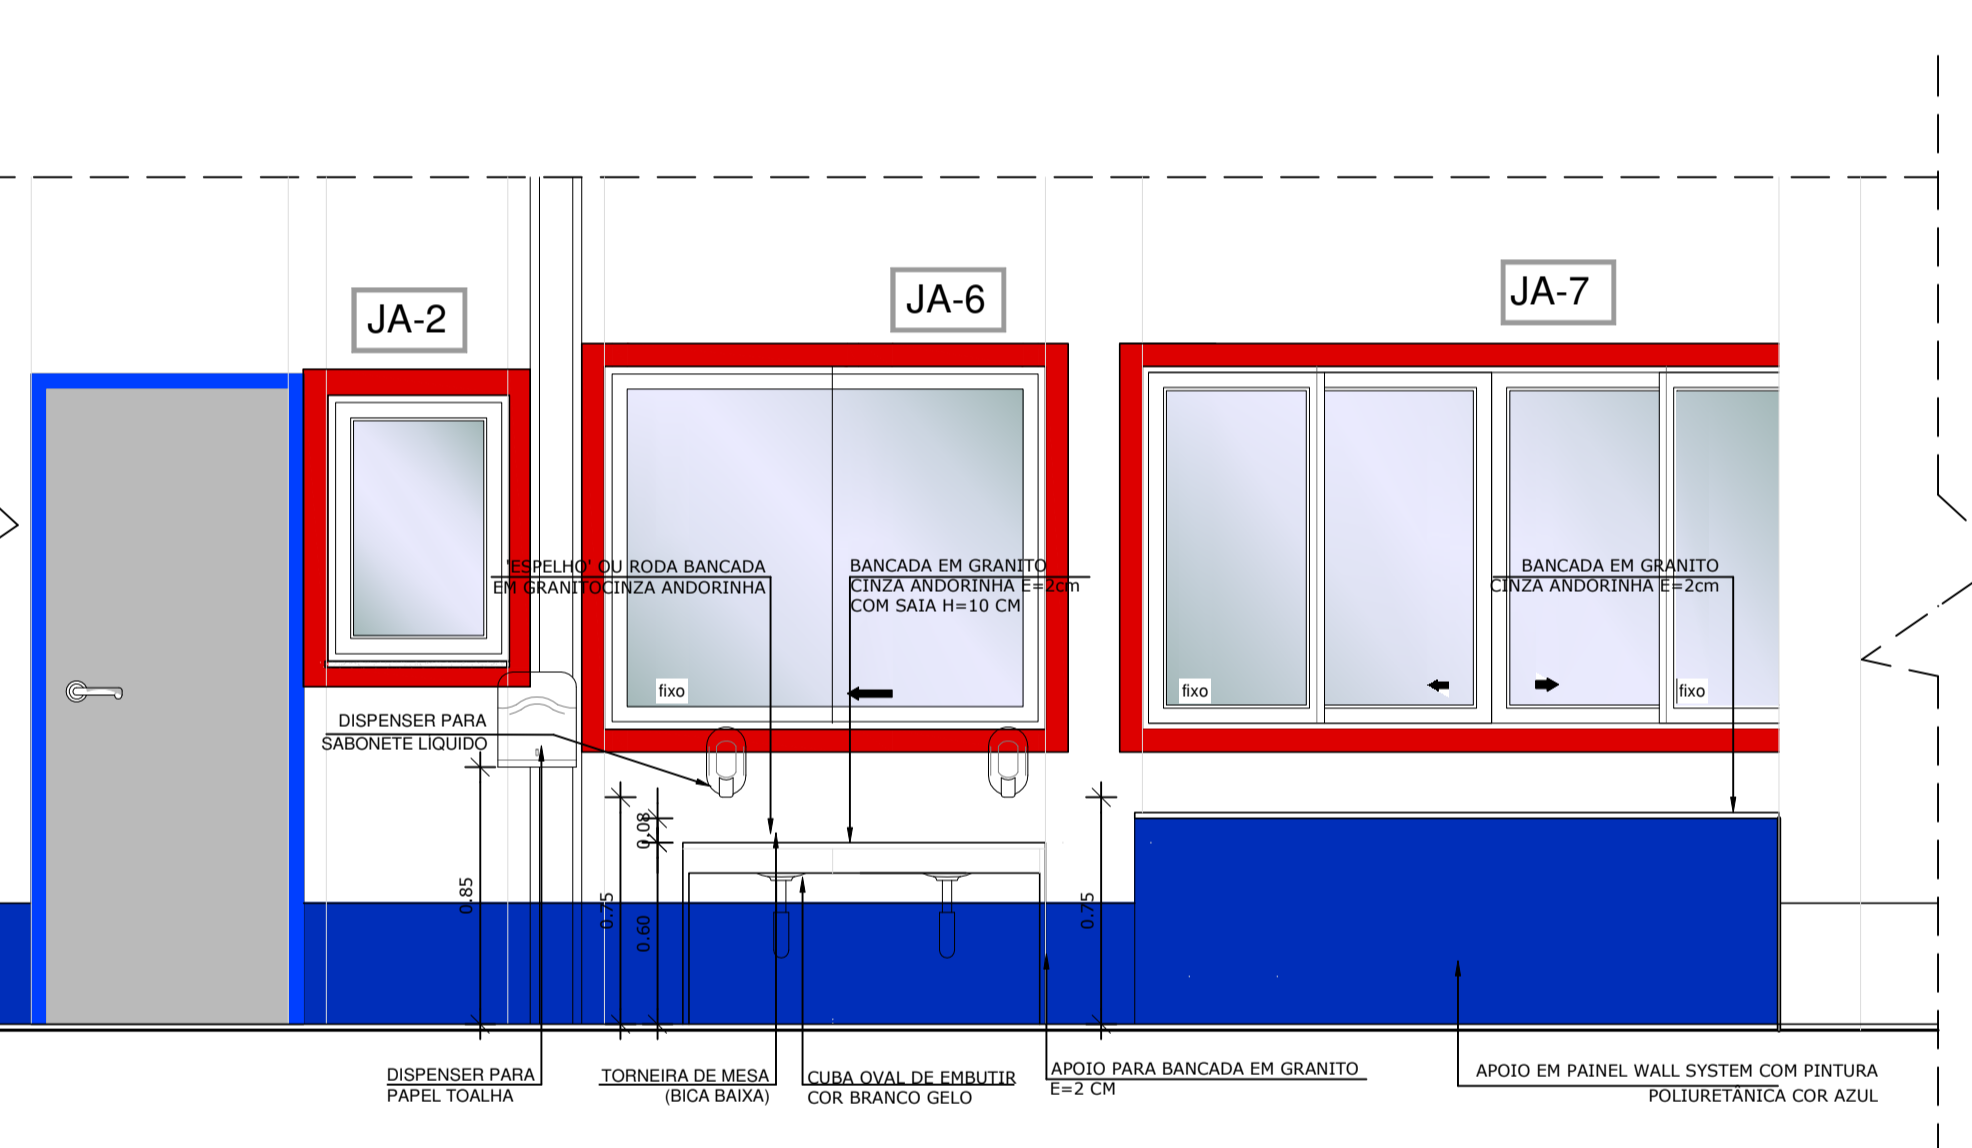 JA-2
JA-6
JA-7
'ESPELHO' OU RODA BANCADA
EM GRANITOCINZA ANDORINHA
BANCADA EM GRANITO
CINZA ANDORINHA E=2cm
COM SAIA H=10 CM
BANCADA EM GRANITO
CINZA ANDORINHA E=2cm
fixo
fixo
fixo
DISPENSER PARA
SABONETE LIQUIDO
0.85
0.75
0.08
0.60
0.75
DISPENSER PARA
PAPEL TOALHA
TORNEIRA DE MESA
(BICA BAIXA)
CUBA OVAL DE EMBUTIR
COR BRANCO GELO
APOIO PARA BANCADA EM GRANITO
E=2 CM
APOIO EM PAINEL WALL SYSTEM COM PINTURA
POLIURETÂNICA COR AZUL